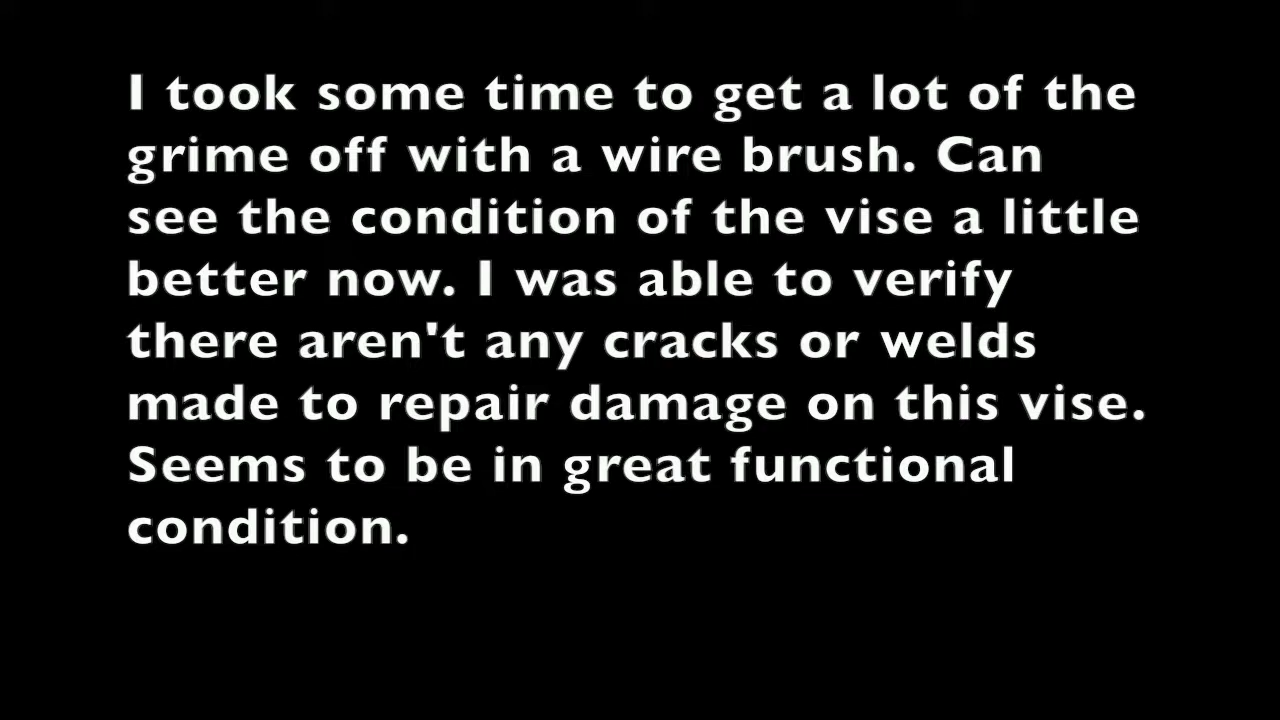 I took some time to get a lot of the
grime off with a wire brush. Can
see the condition of the vise a little
better now. I was able to verify
there aren't any cracks or welds
made to repair damage on this vise.
Seems to be in great functional
condition.